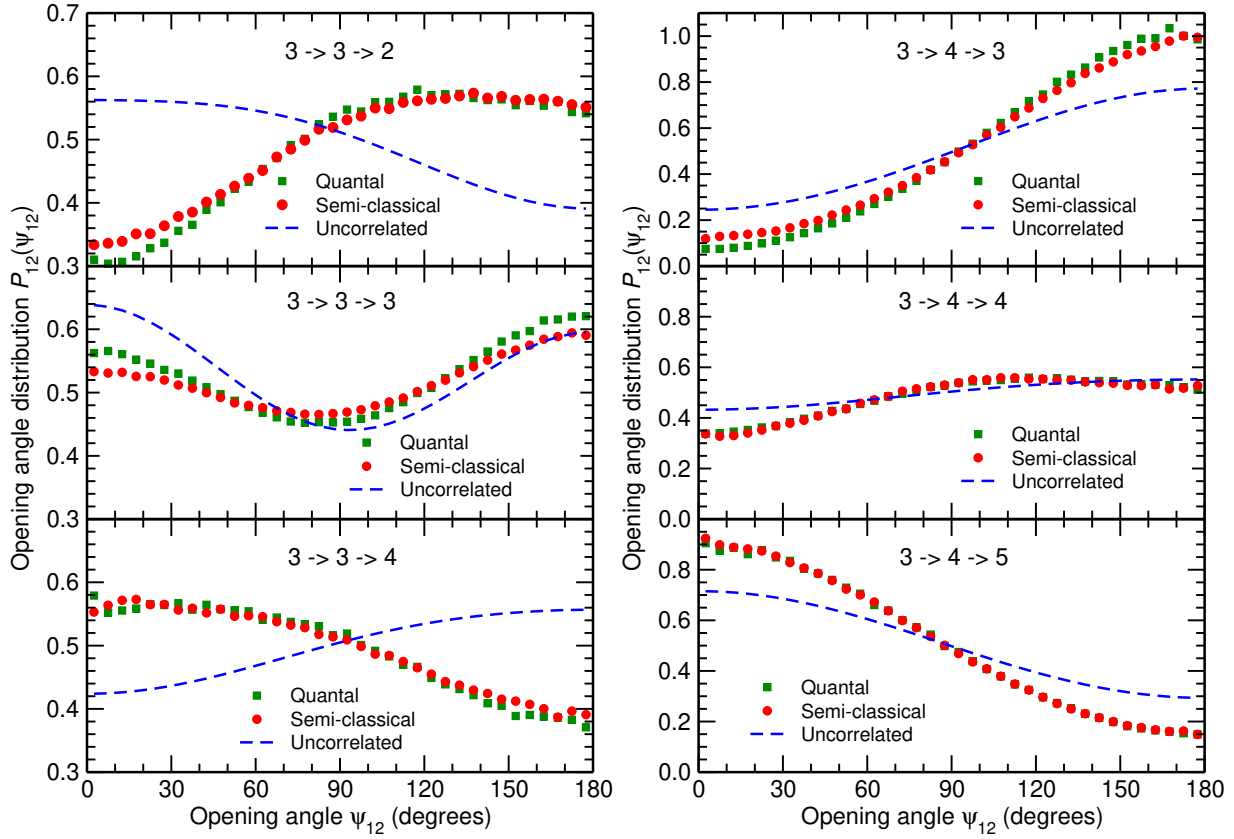 3 -> 3 -> 2
0.7
0.6
0.5
0.4
0.3
Quantal
Semi-classical
Uncorrelated
3 -> 3 -> 3
0.6
0.5
0.4
0.3
Quantal
Semi-classical
Uncorrelated
3 -> 3 -> 4
0.6
0.5
0.4
0.3
Quantal
Semi-classical
Uncorrelated
0 30 60 90 120 150 180
Opening angle ψ12 (degrees)
Opening angle distribution P12(ψ12)
3 -> 4 -> 3
1.0
0.8
0.6
0.4
0.2
0.0
Quantal
Semi-classical
Uncorrelated
3 -> 4 -> 4
0.8
0.6
0.4
0.2
0.0
Quantal
Semi-classical
Uncorrelated
3 -> 4 -> 5
0.8
0.6
0.4
0.2
0.0
Quantal
Semi-classical
Uncorrelated
0 30 60 90 120 150 180
Opening angle ψ12 (degrees)
Opening angle distribution P12(ψ12)